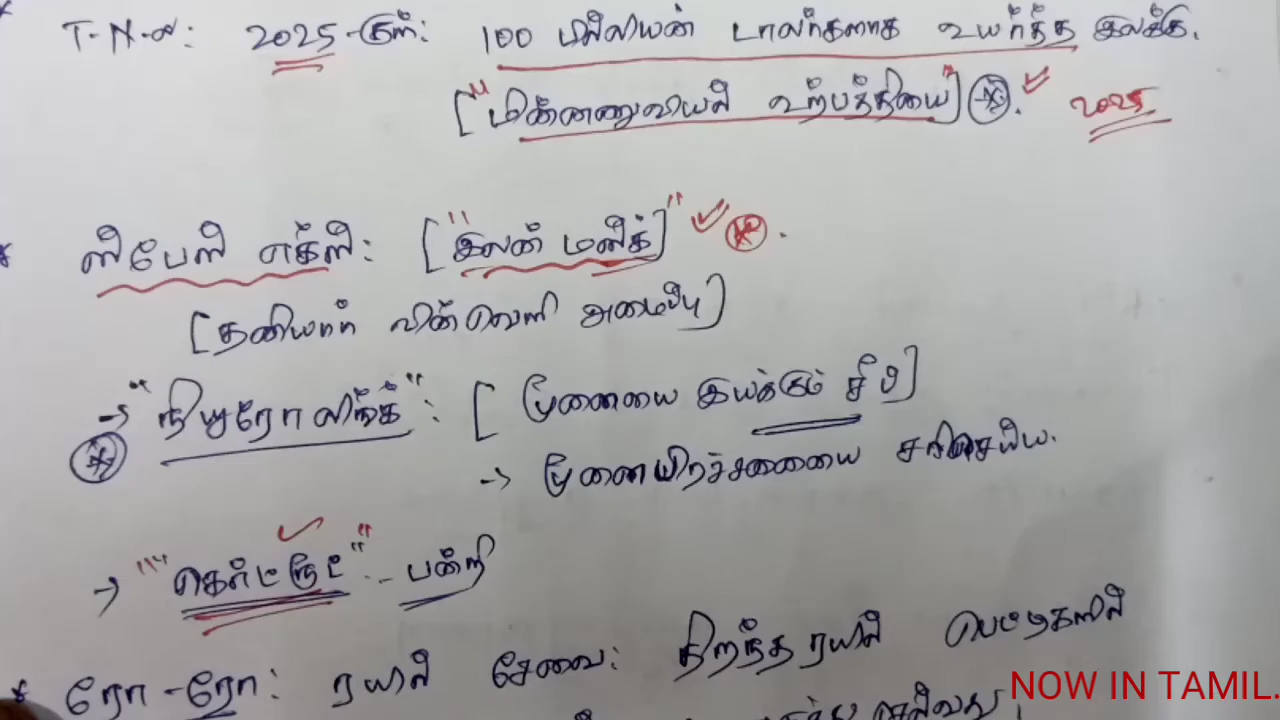 T-N-ல்: 2025-குள்: 100 மில்லியன் டாலர்களாக உயர்த்த இலக்கு.
["மின்னணுவியல் உற்பத்தியை"] 2025
ஸ்பேஸ் எக்ஸ்: ["இலன் மஸ்க்"]
[தனியார் வின்வெளி அமைப்பு]
→ "நியூரோலிங்க்": [மூளையை இயக்கும் சிப்]
→ மூளை பிரச்சனையை சரிசெய்ய.
→ "கெர்ட்ரூட்":- பன்றி
* ரோ-ரோ: ரயில் சேவை: திறந்த ரயில் பெட்டிகளில்
NOW IN TAMIL.